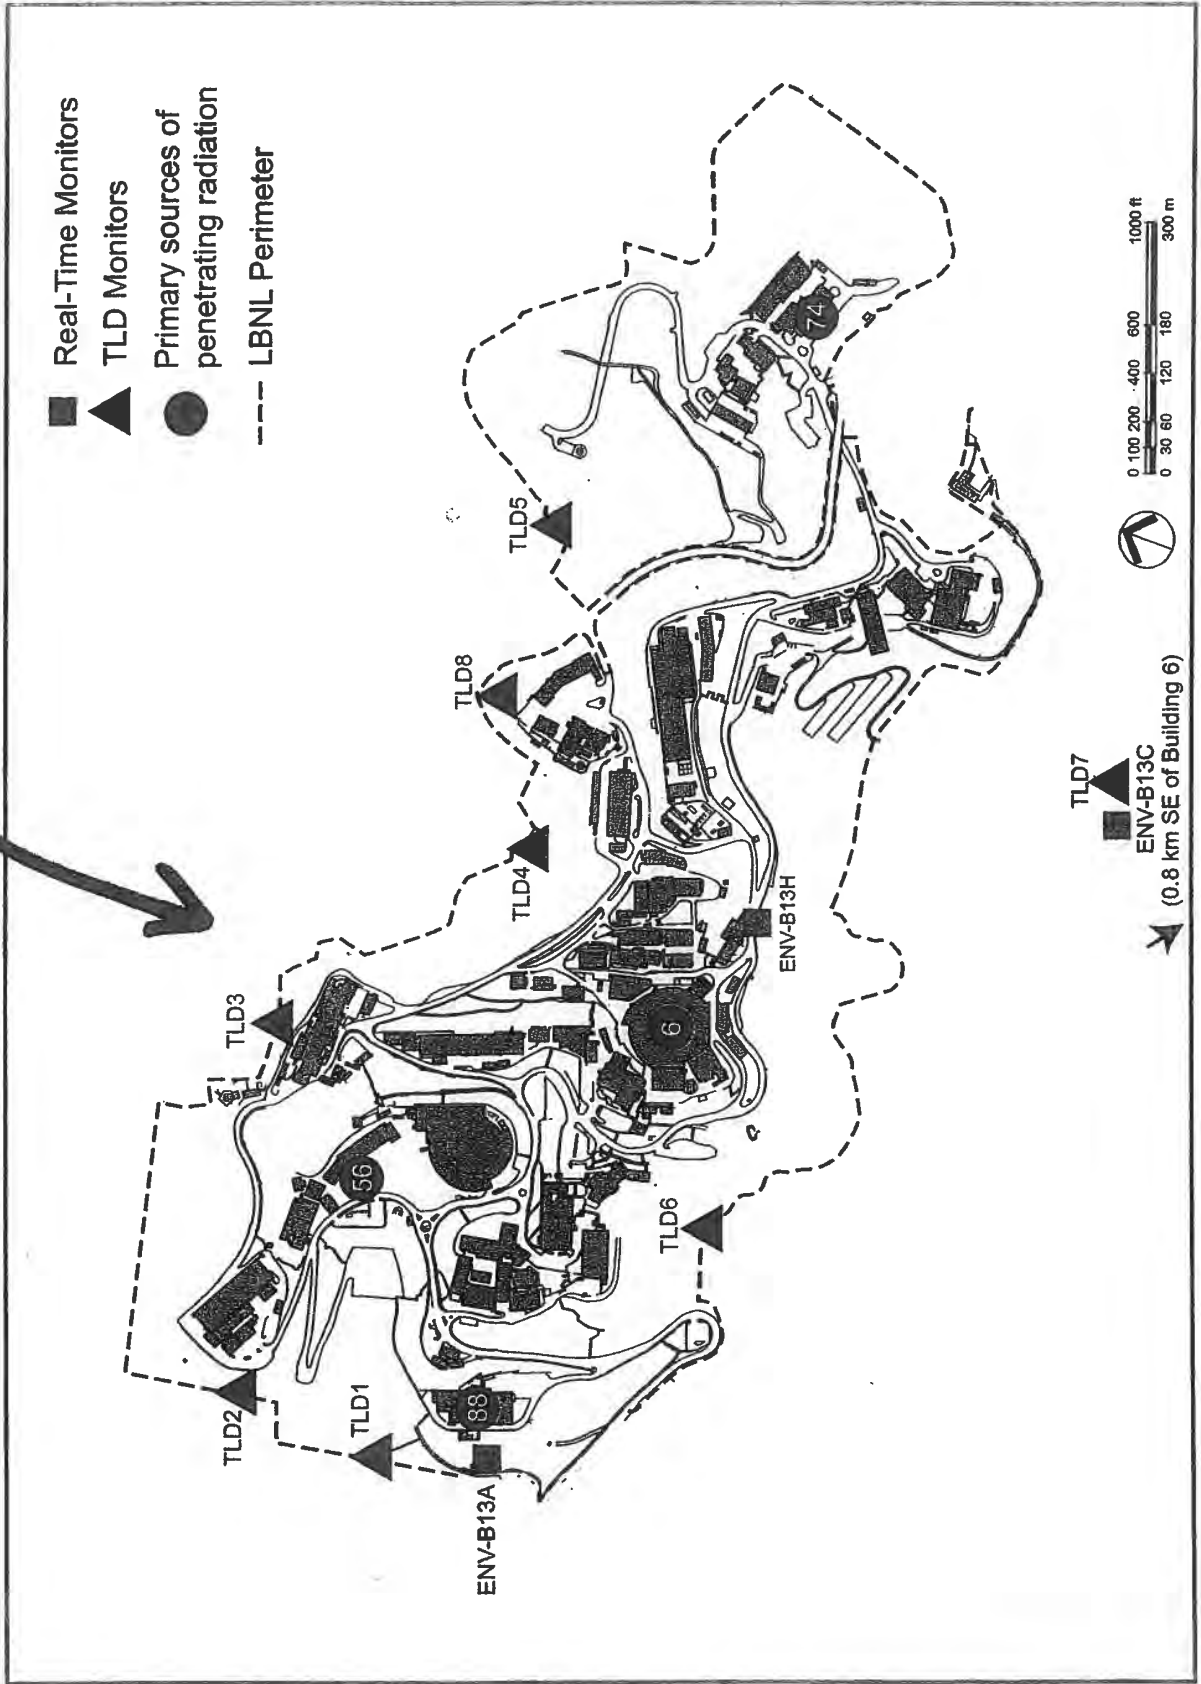 Real-Time Monitors
TLD Monitors
Primary sources of
penetrating radiation
LBNL Perimeter
TLD1
TLD2
TLD3
TLD4
TLD8
TLD5
TLD6
ENV-B13A
ENV-B13H
88
56
6
74
TLD7
ENV-B13C
(0.8 km SE of Building 6)
0 100 200 400 600 1000 ft
0 30 60 120 180 300 m